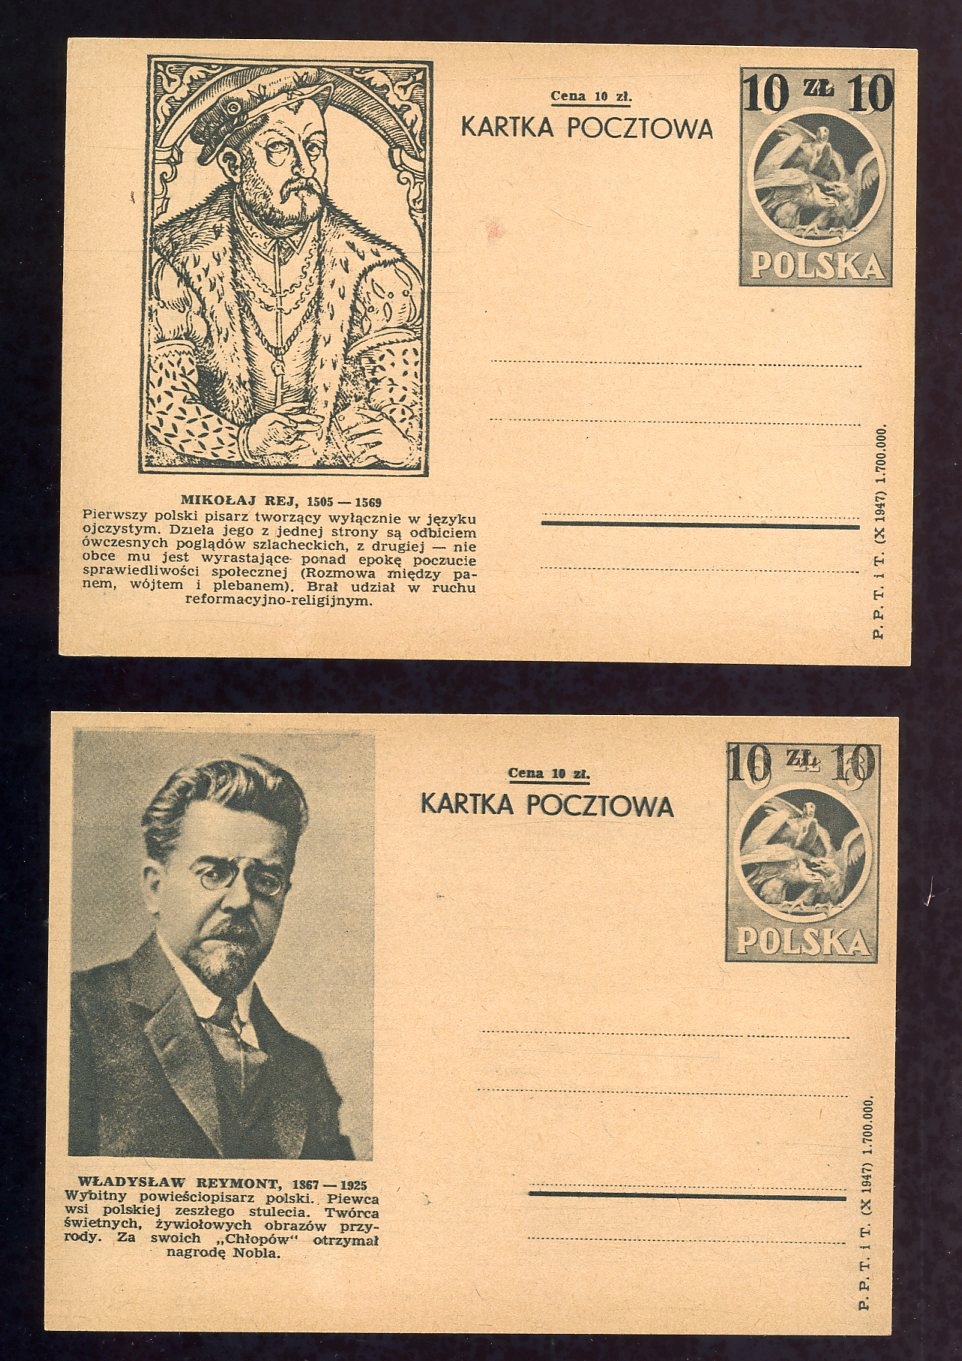 Cena 10 zł.
KARTKA POCZTOWA
10 ZŁ 10
POLSKA
MIKOŁAJ REJ, 1505 — 1569
Pierwszy polski pisarz tworzący wyłącznie w języku
ojczystym. Dzieła jego z jednej strony są odbiciem
ówczesnych poglądów szlacheckich, z drugiej — nie
obce mu jest wyrastające ponad epokę poczucie
sprawiedliwości społecznej (Rozmowa między pa-
nem, wójtem i plebanem). Brał udział w ruchu
reformacyjno-religijnym.
P. P. T. i T. (X 1947) 1.700.000.
Cena 10 zł.
KARTKA POCZTOWA
10 ZŁ 10
POLSKA
WŁADYSŁAW REYMONT, 1867 — 1925
Wybitny powieściopisarz polski. Piewca
wsi polskiej zeszłego stulecia. Twórca
świetnych, żywiołowych obrazów przy-
rody. Za swoich „Chłopów“ otrzymał
nagrodę Nobla.
P. P. T. i T. (X 1947) 1.700.000.